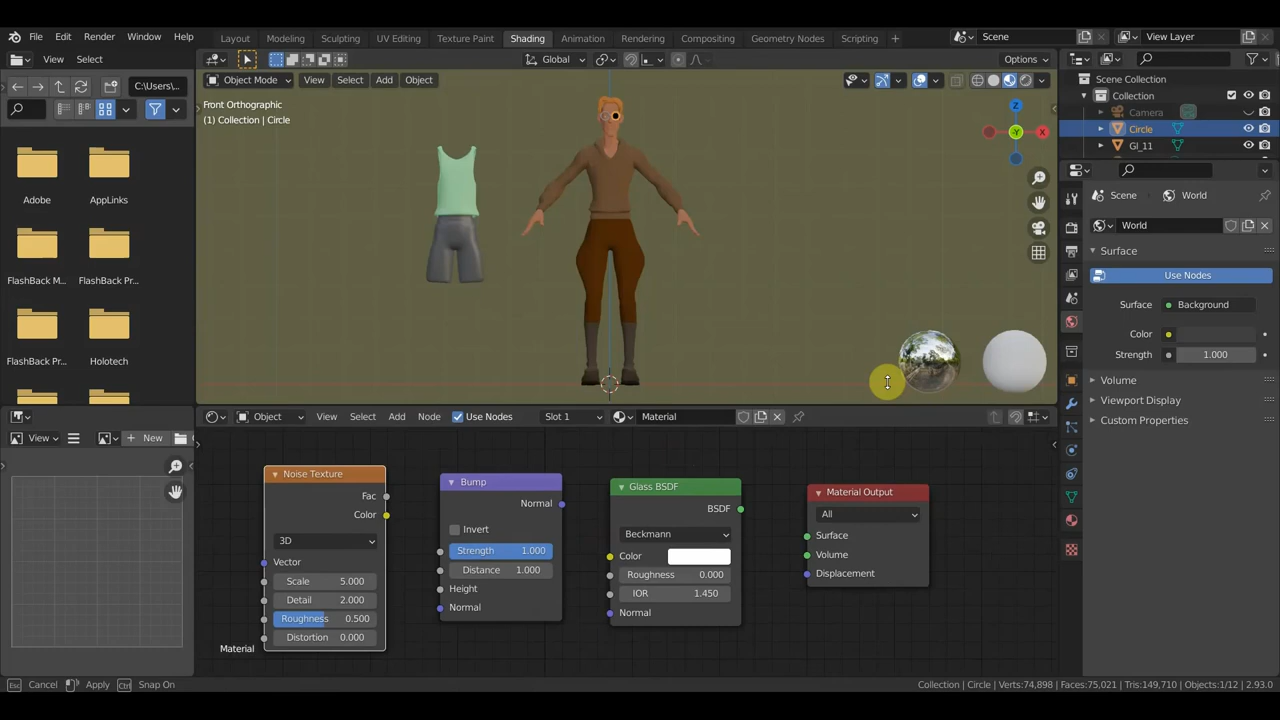 File Edit Render Window Help Layout Modeling Sculpting UV Editing Texture Paint Shading Animation Rendering Compositing Geometry Nodes Scripting + Scene View Layer
View Select Global Options
C:\Users\... Object Mode View Select Add Object
Front Orthographic
(1) Collection | Circle
Z
X
-Y
Scene Collection
Collection
Camera
Circle
Gl_11
Adobe AppLinks
FlashBack M... FlashBack Pr...
FlashBack Pr... Holotech
Scene World
World
Surface
Use Nodes
Surface Background
Color
Strength 1.000
Volume
Viewport Display
Custom Properties
View New
Object View Select Add Node Use Nodes Slot 1 Material
Noise Texture
Fac
Color
3D
Vector
Scale 5.000
Detail 2.000
Roughness 0.500
Distortion 0.000
Bump
Normal
Invert
Strength 1.000
Distance 1.000
Height
Normal
Glass BSDF
BSDF
Beckmann
Color
Roughness 0.000
IOR 1.450
Normal
Material Output
All
Surface
Volume
Displacement
Material
Esc Cancel Apply Ctrl Snap On Collection | Circle Verts:74,898 | Faces:75,021 | Tris:149,710 | Objects:1/12 | 2.93.0